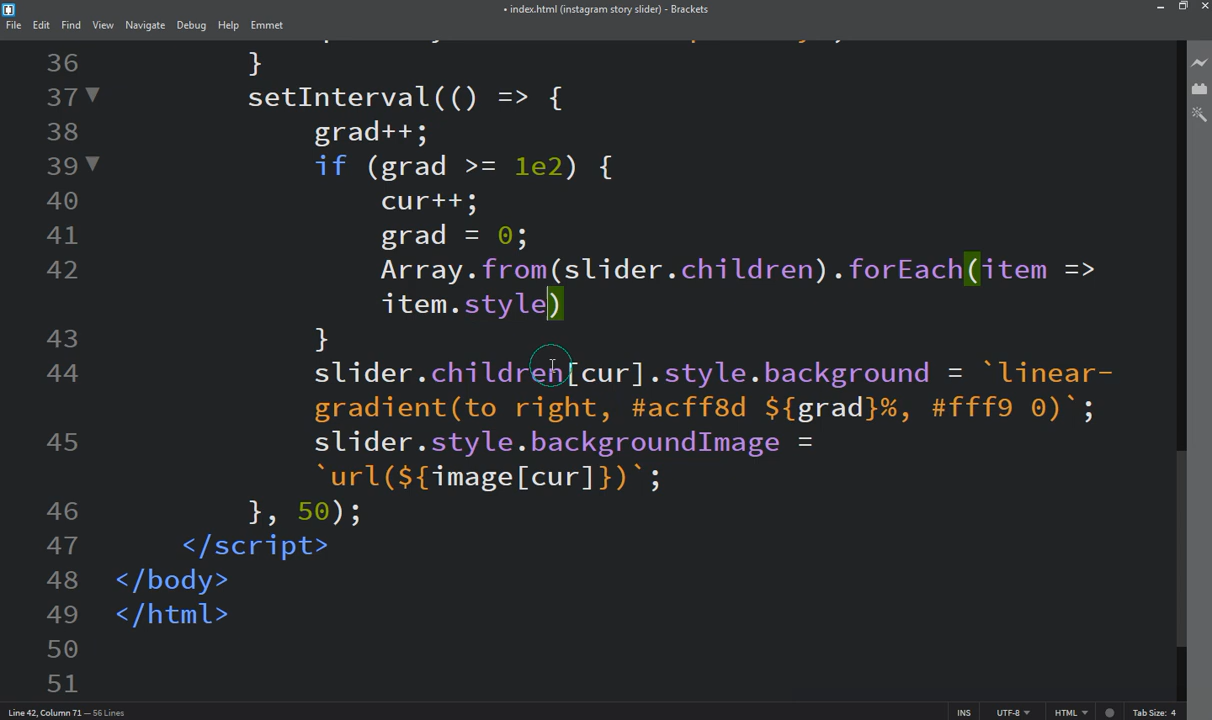 • index.html (instagram story slider) - Brackets
File Edit Find View Navigate Debug Help Emmet
36 }
37 setInterval(() => {
38 grad++;
39 if (grad >= 1e2) {
40 cur++;
41 grad = 0;
42 Array.from(slider.children).forEach(item =>
item.style)
43 }
44 slider.children[cur].style.background = `linear-
gradient(to right, #acff8d ${grad}%, #fff9 0)`;
45 slider.style.backgroundImage =
`url(${image[cur]})`;
46 }, 50);
47 </script>
48 </body>
49 </html>
50
51
Line 42, Column 71 — 56 Lines INS UTF-8 HTML Tab Size: 4